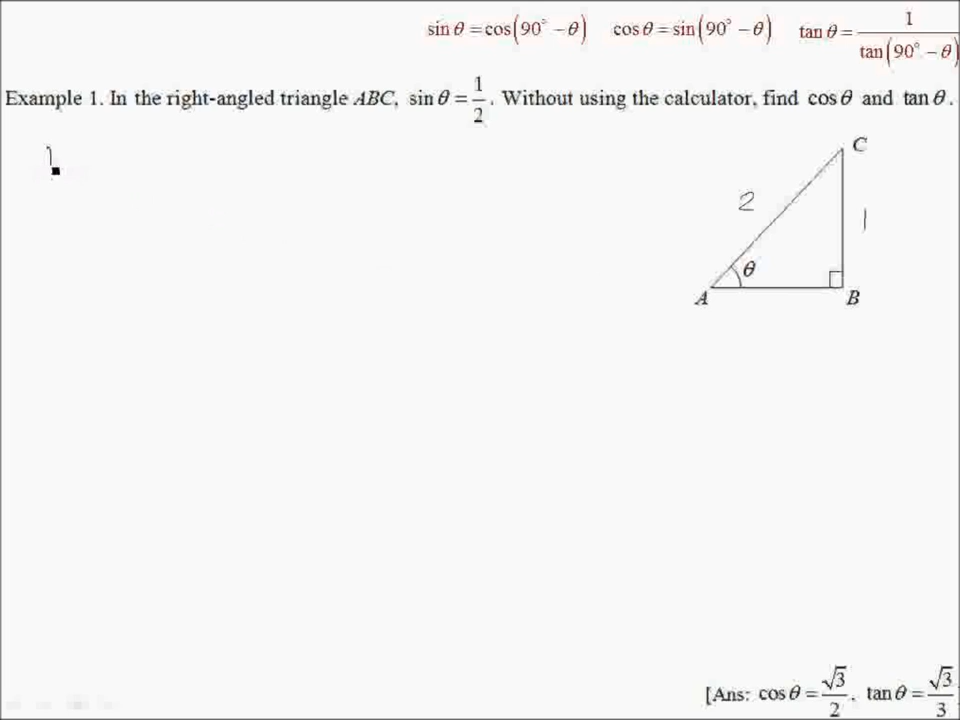 sin θ = cos(90° − θ)   cos θ = sin(90° − θ)   tan θ = 1/tan(90° − θ)
Example 1. In the right-angled triangle ABC, sin θ = 1/2. Without using the calculator, find cos θ and tan θ.
C
2
1
θ
A
B
[Ans: cos θ = √3/2, tan θ = √3/3